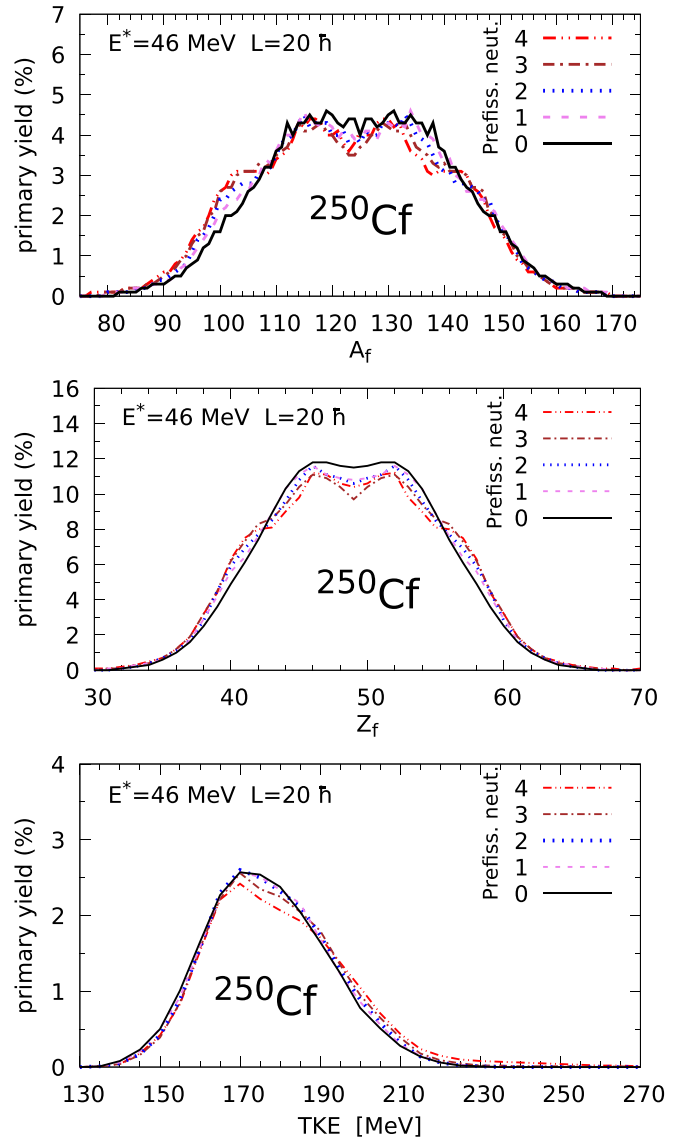 7
6
5
4
3
2
1
0
primary yield (%)
E*=46 MeV L=20 ħ
Prefiss. neut.
4
3
2
1
0
250Cf
80 90 100 110 120 130 140 150 160 170
Af
16
14
12
10
8
6
4
2
0
primary yield (%)
E*=46 MeV L=20 ħ
Prefiss. neut.
4
3
2
1
0
250Cf
30 40 50 60 70
Zf
4
3
2
1
0
primary yield (%)
E*=46 MeV L=20 ħ
Prefiss. neut.
4
3
2
1
0
250Cf
130 150 170 190 210 230 250 270
TKE [MeV]